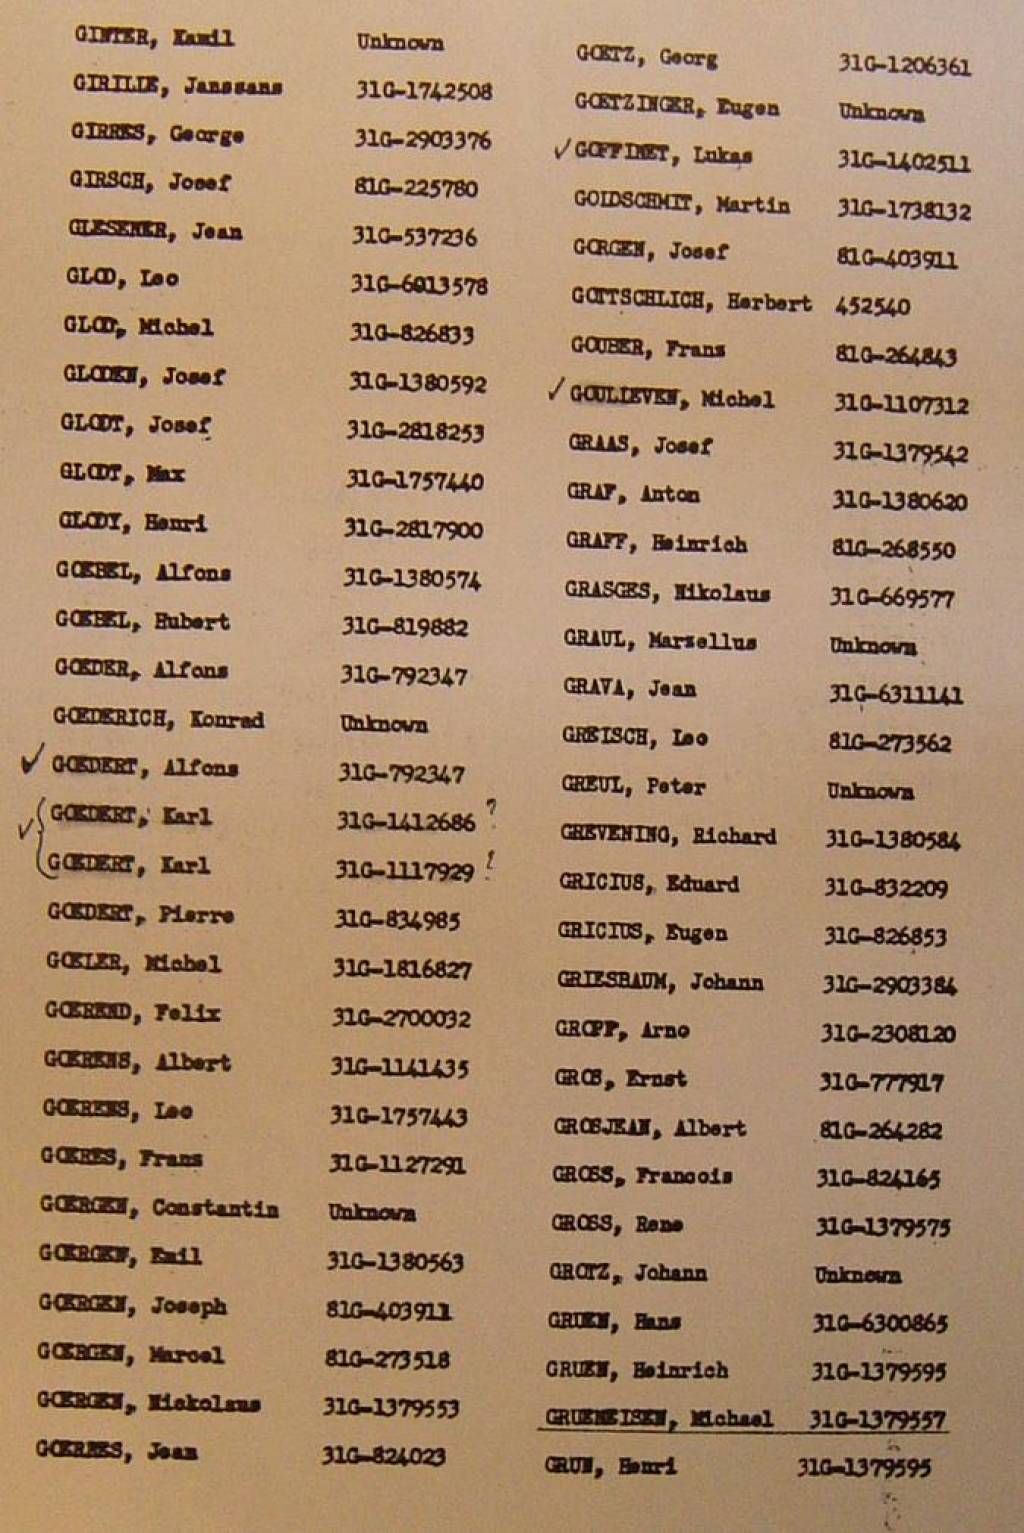 GINTER, Kamil Unknown
GIRILIE, Janssans 31G-1742508
GIRRES, George 31G-2903376
GIRSCH, Josef 81G-225780
GLESENER, Jean 31G-537236
GLOD, Leo 31G-6013578
GLOD, Michel 31G-826833
GLODEN, Josef 31G-1380592
GLODT, Josef 31G-2818253
GLODT, Max 31G-1757440
GLODY, Henri 31G-2817900
GOEBEL, Alfons 31G-1380574
GOEBEL, Hubert 31G-819882
GOEDER, Alfons 31G-792347
GOEDERICH, Konrad Unknown
✓ GOEDERT, Alfons 31G-792347
✓ { GOEDERT, Karl 31G-1412686 ?
GOEDERT, Karl 31G-1117929 ?
GOEDERT, Pierre 31G-834985
GOELER, Michel 31G-1816827
GOEREND, Felix 31G-2700032
GOERENS, Albert 31G-1141435
GOERENS, Leo 31G-1757443
GOERES, Frans 31G-1127291
GOERGEN, Constantin Unknown
GOERGEN, Emil 31G-1380563
GOERGEN, Joseph 81G-403911
GOERGEN, Marcel 81G-273518
GOERGEN, Nickolaus 31G-1379553
GOERRES, Jean 31G-824023
GOETZ, Georg 31G-1206361
GOETZINGER, Eugen Unknown
✓ GOFFINET, Lukas 31G-1402511
GOLDSCHMIT, Martin 31G-1738132
GORGEN, Josef 81G-403911
GOTTSCHLICH, Herbert 452540
GOUBER, Frans 81G-264843
✓ GOULIEVEN, Michel 31G-1107312
GRAAS, Josef 31G-1379542
GRAF, Anton 31G-1380620
GRAFF, Heinrich 81G-268550
GRASGES, Nikolaus 31G-669577
GRAUL, Marzellus Unknown
GRAVA, Jean 31G-6311141
GREISCH, Leo 81G-273562
GREUL, Peter Unknown
GREVENING, Richard 31G-1380584
GRICIUS, Eduard 31G-832209
GRICIUS, Eugen 31G-826853
GRIESBAUM, Johann 31G-2903384
GROFF, Arno 31G-2308120
GROS, Ernst 31G-777917
GROSJEAN, Albert 81G-264282
GROSS, Francois 31G-824165
GROSS, Rene 31G-1379575
GROTZ, Johann Unknown
GRUEN, Hans 31G-6300865
GRUEN, Heinrich 31G-1379595
GRUENEISEN, Michael 31G-1379557
GRUN, Henri 31G-1379595